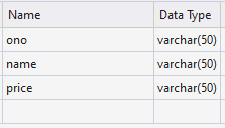 Name Data Type
ono varchar(50)
name varchar(50)
price varchar(50)